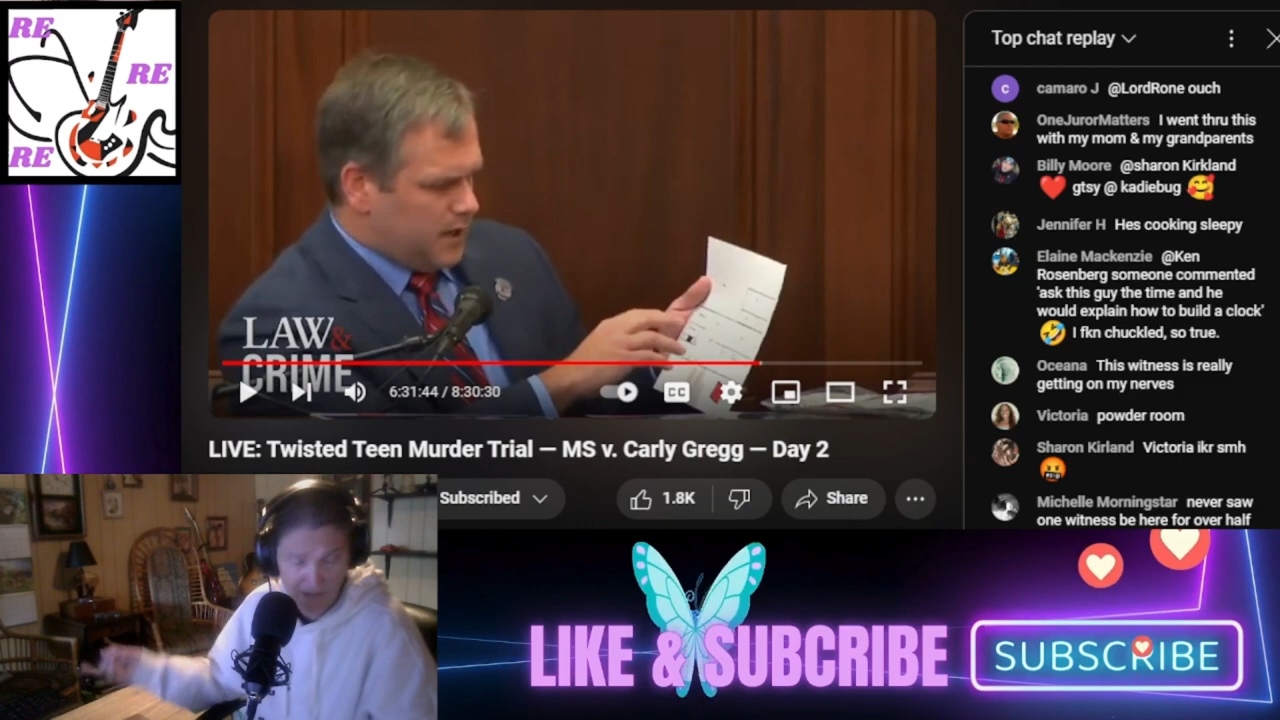 RE
RE
RE
LAW&
CRIME
6:31:44 / 8:30:30
CC
LIVE: Twisted Teen Murder Trial — MS v. Carly Gregg — Day 2
Subscribed
1.8K
Share
Top chat replay
c
camaro J @LordRone ouch
OneJurorMatters I went thru this
with my mom & my grandparents
Billy Moore @sharon Kirkland
❤️ gtsy @ kadiebug 🥰
Jennifer H Hes cooking sleepy
Elaine Mackenzie @Ken
Rosenberg someone commented
'ask this guy the time and he
would explain how to build a clock'
🤣 I fkn chuckled, so true.
Oceana This witness is really
getting on my nerves
Victoria powder room
Sharon Kirland Victoria ikr smh
🤬
Michelle Morningstar never saw
one witness be here for over half
LIKE & SUBCRIBE
SUBSCRIBE